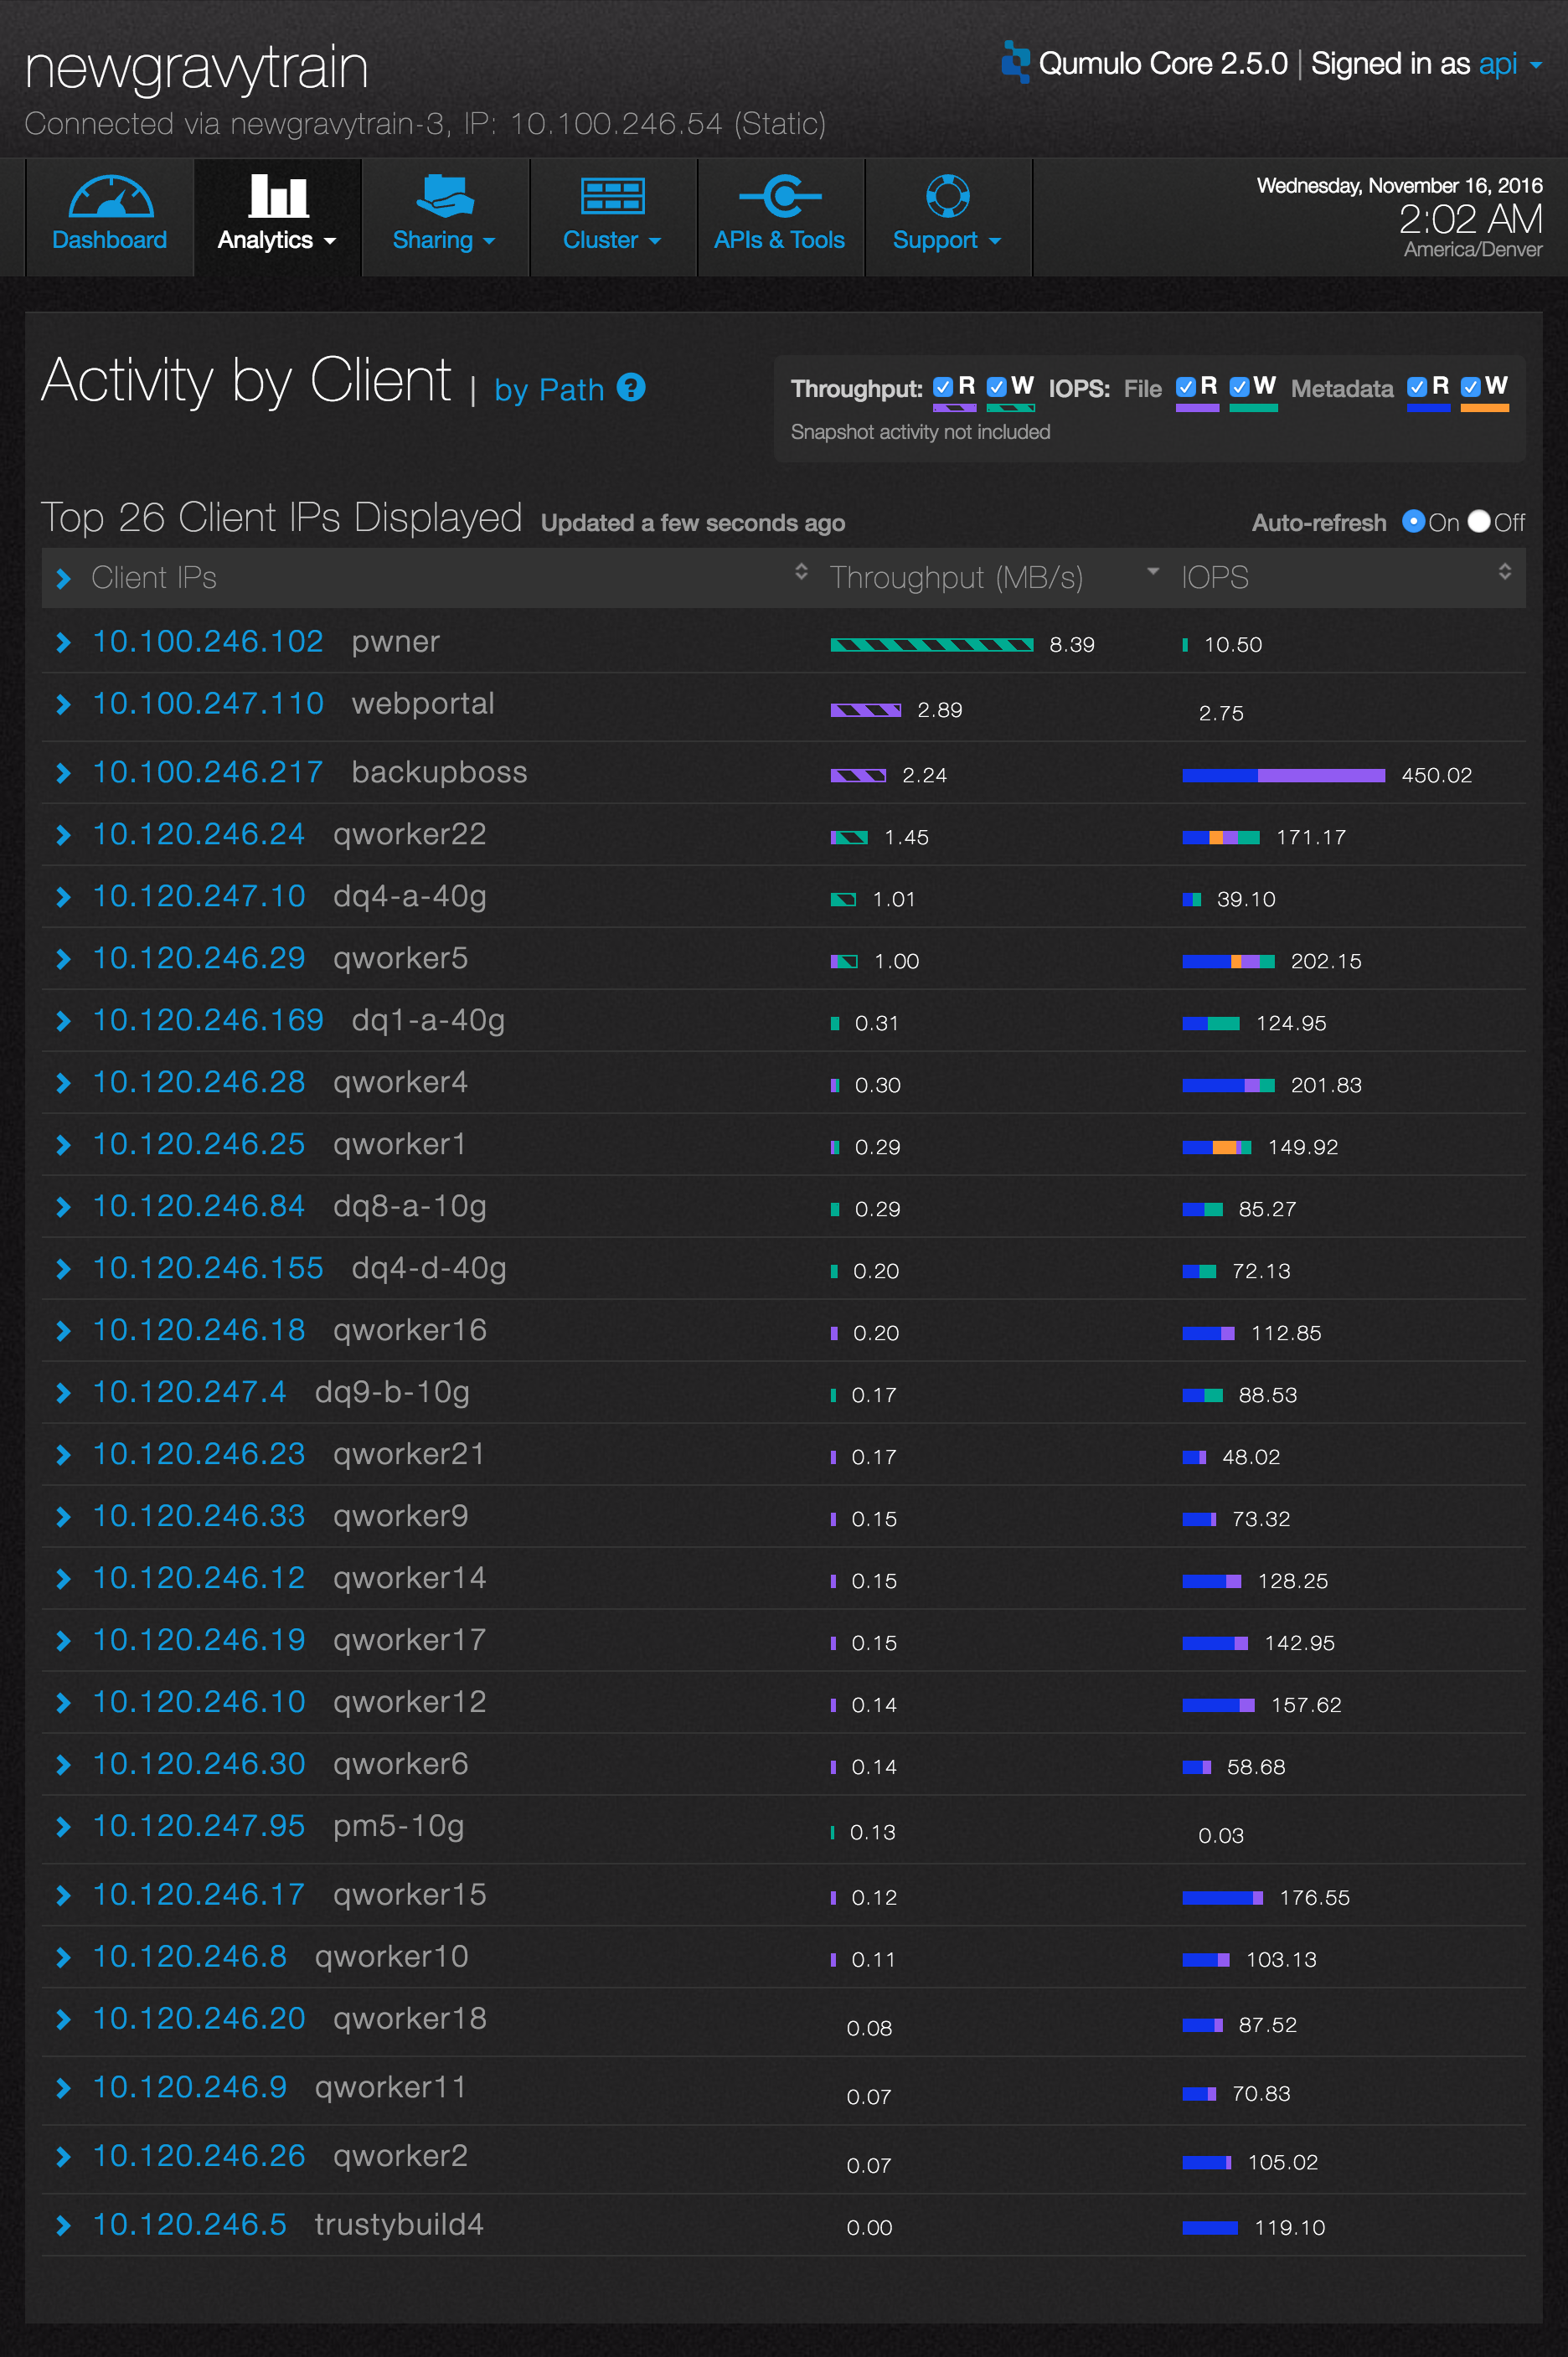 newgravytrain
Qumulo Core 2.5.0 | Signed in as api
Connected via newgravytrain-3, IP: 10.100.246.54 (Static)
Dashboard
Analytics
Sharing
Cluster
APIs & Tools
Support
Wednesday, November 16, 2016
2:02 AM
America/Denver
Activity by Client | by Path ?
Throughput: R W IOPS: File R W Metadata R W
Snapshot activity not included
Top 26 Client IPs Displayed Updated a few seconds ago
Auto-refresh On Off
Client IPs Throughput (MB/s) IOPS
10.100.246.102 pwner 8.39 10.50
10.100.247.110 webportal 2.89 2.75
10.100.246.217 backupboss 2.24 450.02
10.120.246.24 qworker22 1.45 171.17
10.120.247.10 dq4-a-40g 1.01 39.10
10.120.246.29 qworker5 1.00 202.15
10.120.246.169 dq1-a-40g 0.31 124.95
10.120.246.28 qworker4 0.30 201.83
10.120.246.25 qworker1 0.29 149.92
10.120.246.84 dq8-a-10g 0.29 85.27
10.120.246.155 dq4-d-40g 0.20 72.13
10.120.246.18 qworker16 0.20 112.85
10.120.247.4 dq9-b-10g 0.17 88.53
10.120.246.23 qworker21 0.17 48.02
10.120.246.33 qworker9 0.15 73.32
10.120.246.12 qworker14 0.15 128.25
10.120.246.19 qworker17 0.15 142.95
10.120.246.10 qworker12 0.14 157.62
10.120.246.30 qworker6 0.14 58.68
10.120.247.95 pm5-10g 0.13 0.03
10.120.246.17 qworker15 0.12 176.55
10.120.246.8 qworker10 0.11 103.13
10.120.246.20 qworker18 0.08 87.52
10.120.246.9 qworker11 0.07 70.83
10.120.246.26 qworker2 0.07 105.02
10.120.246.5 trustybuild4 0.00 119.10